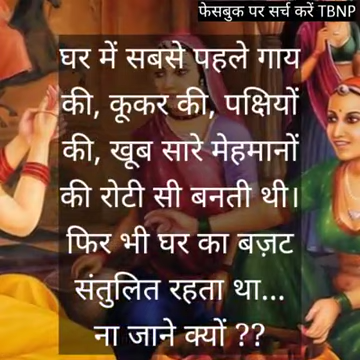 फेसबुक पर सर्च करें TBNP
घर में सबसे पहले गाय
की, कूकर की, पक्षियों
की, खूब सारे मेहमानों
की रोटी सी बनती थी।
फिर भी घर का बज़ट
संतुलित रहता था...
ना जाने क्यों ??